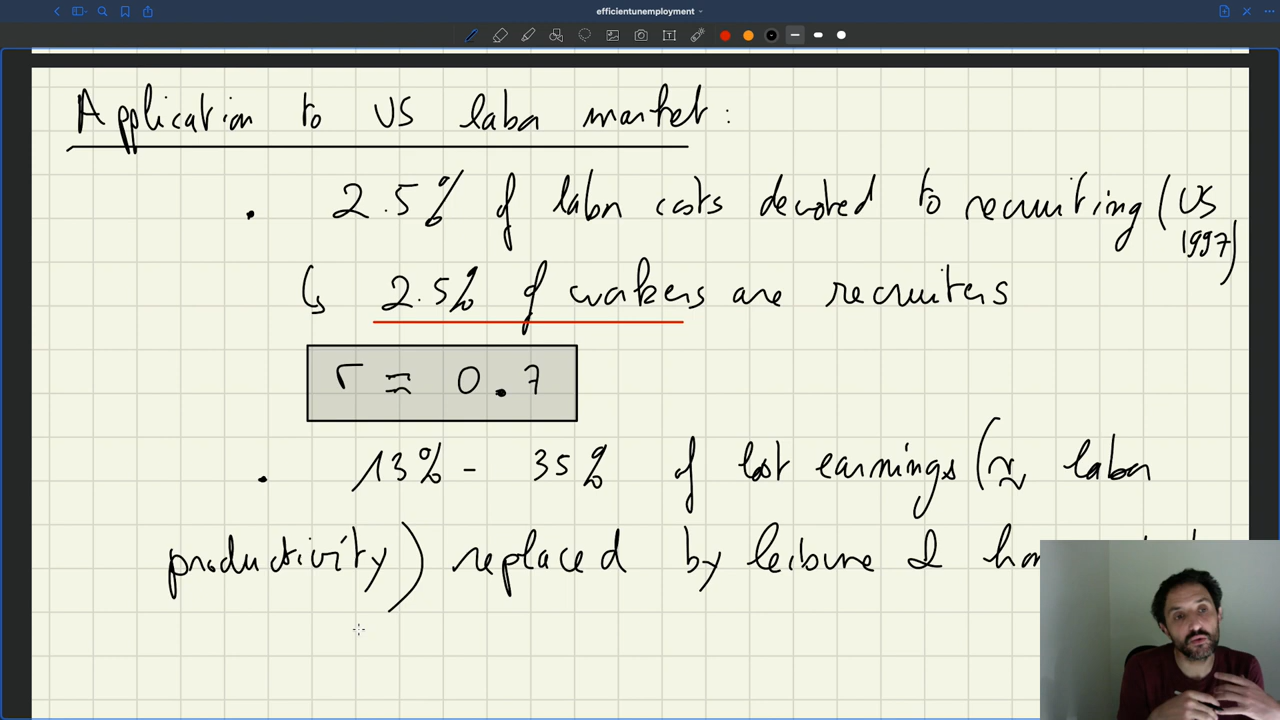 efficientunemployment
Application to US labor market:
• 2.5% of labor costs devoted to recruiting (US 1997)
↳ 2.5% of workers are recruiters
r ≈ 0.7
• 13% - 35% of lost earnings (≈ labor
productivity) replaced by leisure &